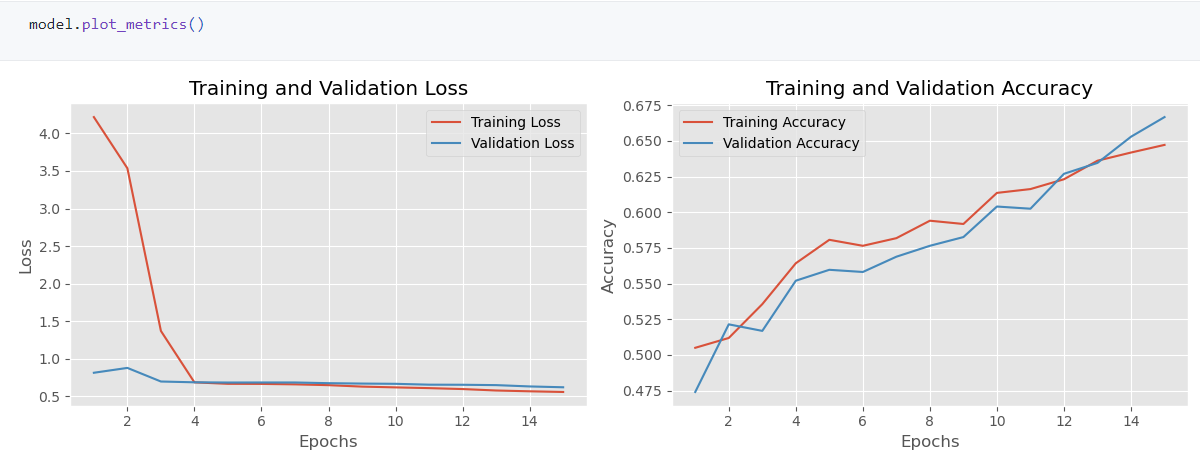 model.plot_metrics()
Training and Validation Loss
Training Loss
Validation Loss
4.0
3.5
3.0
2.5
2.0
1.5
1.0
0.5
Loss
2 4 6 8 10 12 14
Epochs
Training and Validation Accuracy
Training Accuracy
Validation Accuracy
0.675
0.650
0.625
0.600
0.575
0.550
0.525
0.500
0.475
Accuracy
2 4 6 8 10 12 14
Epochs